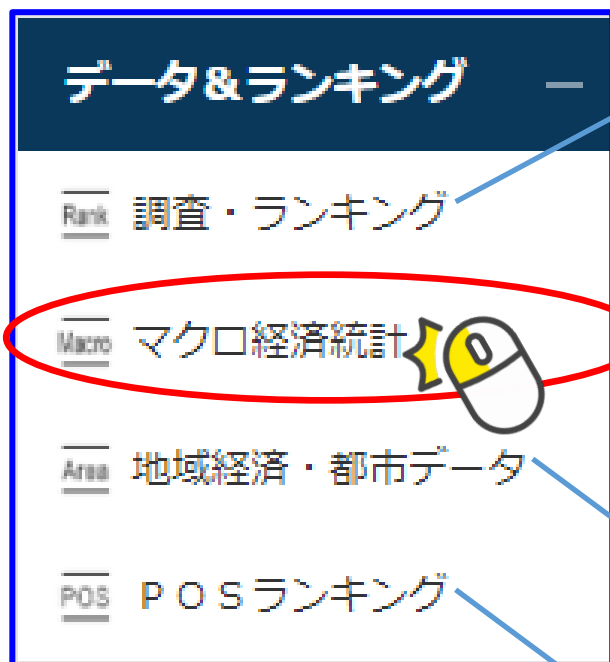 データ&ランキング
Rank 調査・ランキング
Macro マクロ経済統計
Area 地域経済・都市データ
POS ＰＯＳランキング